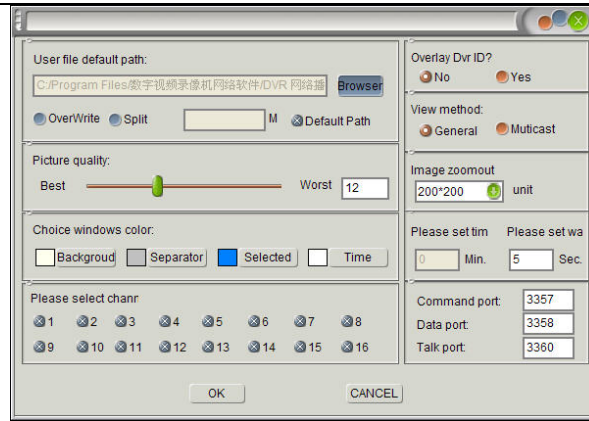 User file default path:
C:/Program Files/数字视频录像机网络软件/DVR 网络播
Browser
OverWrite Split M Default Path
Picture quality:
Best Worst 12
Choice windows color:
Backgroud Separator Selected Time
Please select chanr
1 2 3 4 5 6 7 8
9 10 11 12 13 14 15 16
Overlay Dvr ID?
No Yes
View method:
General Muticast
Image zoomout
200*200 unit
Please set tim Please set wa
0 Min. 5 Sec.
Command port: 3357
Data port: 3358
Talk port: 3360
OK CANCEL